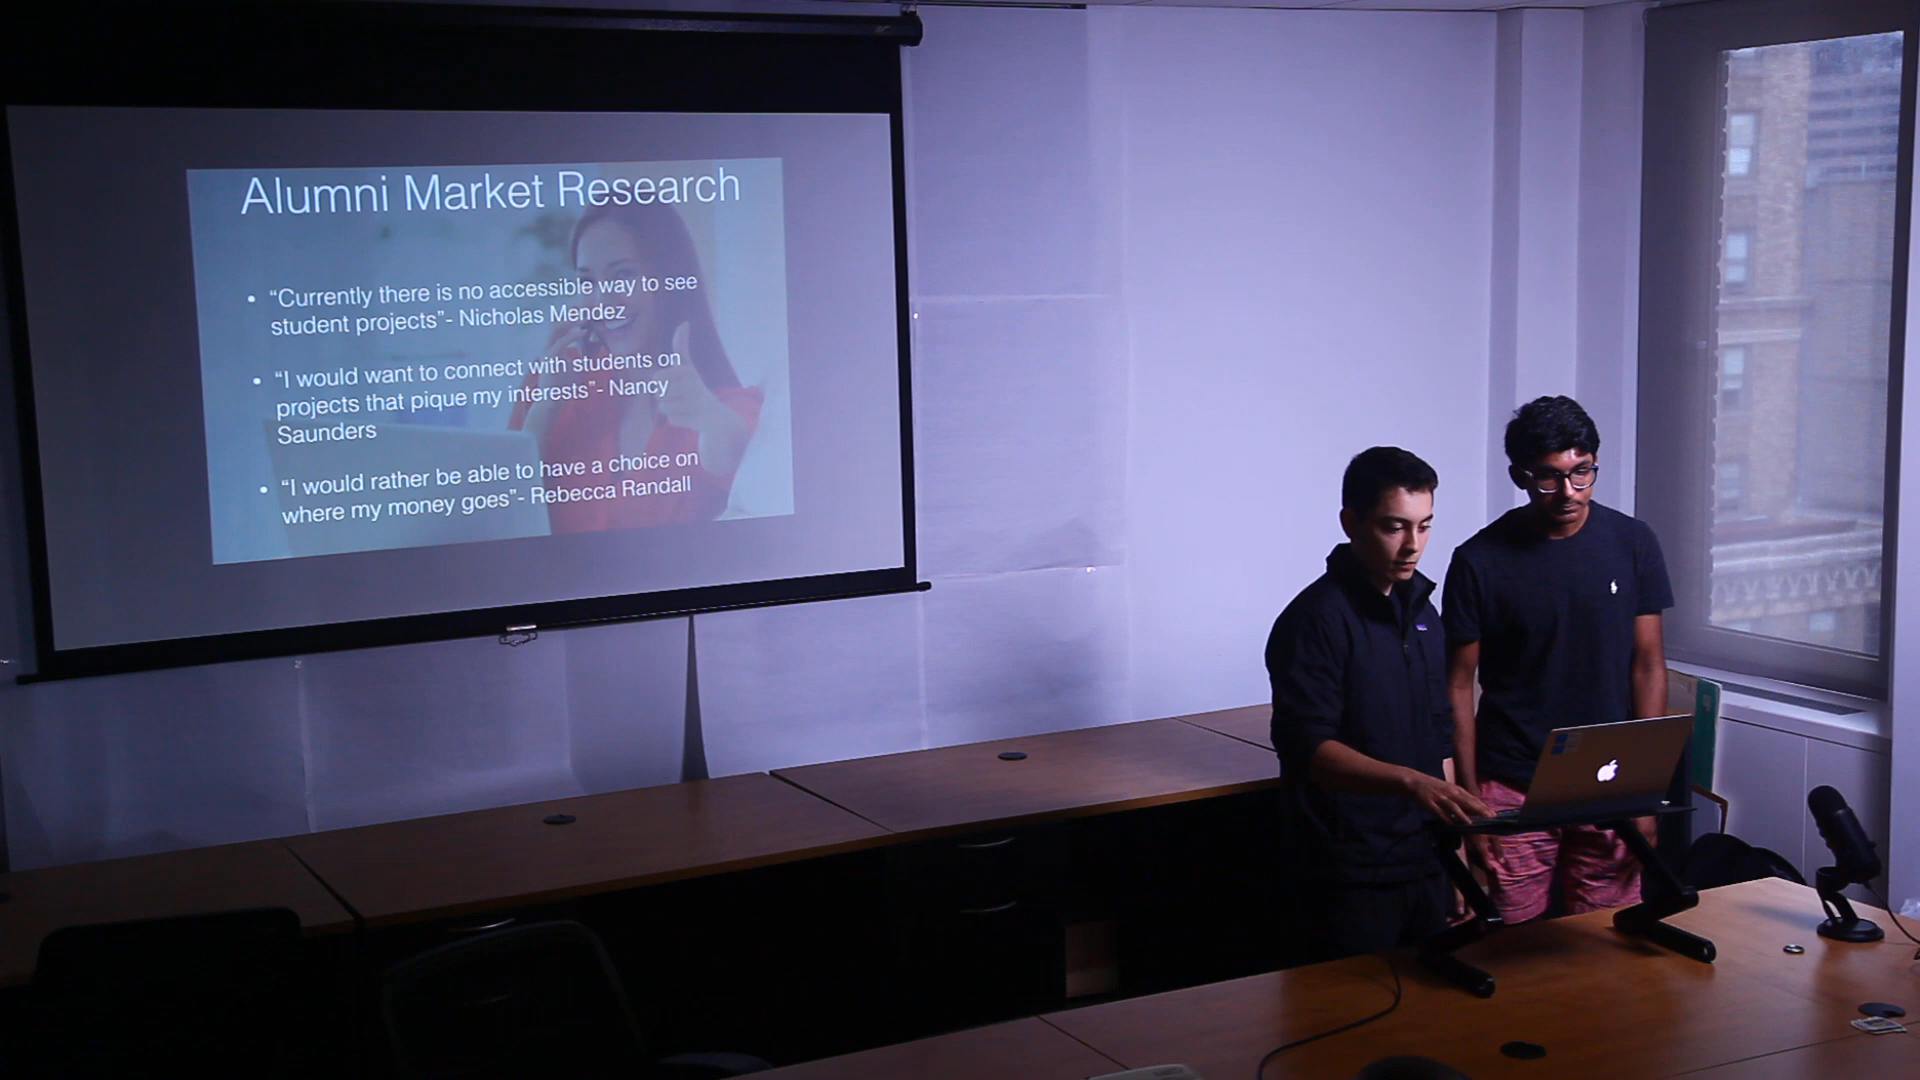 Alumni Market Research
• “Currently there is no accessible way to see
student projects”- Nicholas Mendez
• “I would want to connect with students on
projects that pique my interests”- Nancy
Saunders
• “I would rather be able to have a choice on
where my money goes”- Rebecca Randall